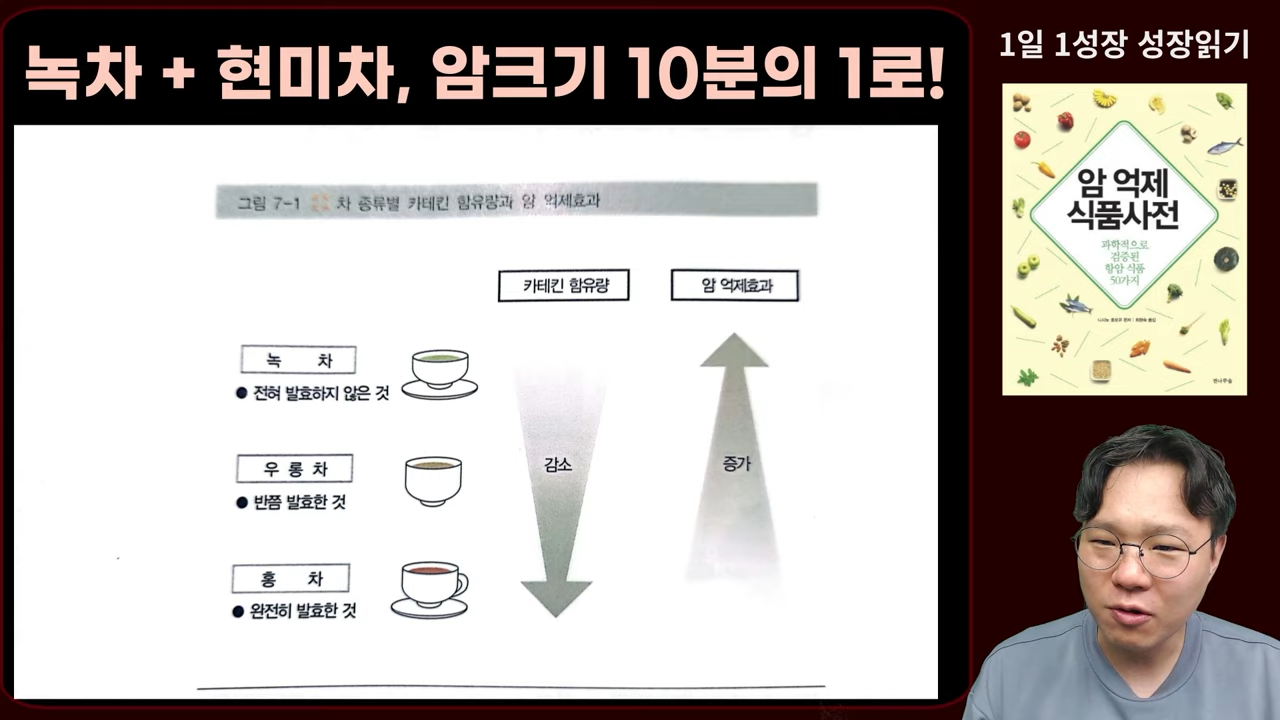 녹차 + 현미차, 암크기 10분의 1로!
1일 1성장 성장읽기
그림 7-1 차 종류별 카테킨 함유량과 암 억제효과
카테킨 함유량
암 억제효과
녹 차
● 전혀 발효하지 않은 것
우 롱 차
● 반쯤 발효한 것
홍 차
● 완전히 발효한 것
감소
증가
암 억제
식품사전
과학적으로
검증된
항암 식품
50가지
전나무숲